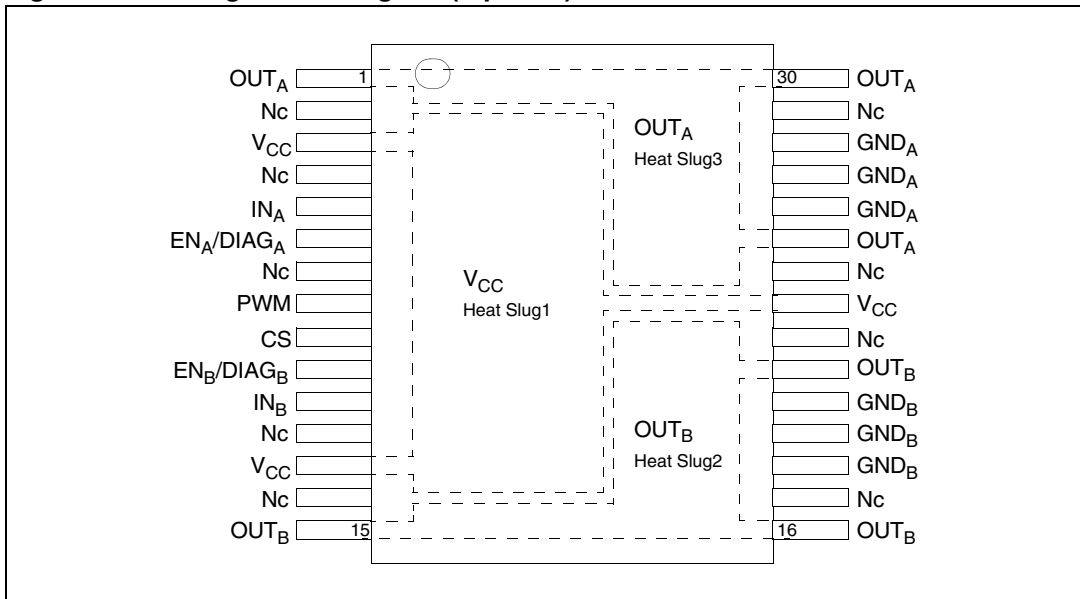 OUTA 1 30 OUTA
Nc Nc
VCC GNDA
Nc GNDA
INA GNDA
ENA/DIAGA OUTA
Nc Nc
PWM VCC
CS Nc
ENB/DIAGB OUTB
INB GNDB
Nc GNDB
VCC GNDB
Nc Nc
OUTB 15 16 OUTB
OUTA
Heat Slug3
VCC
Heat Slug1
OUTB
Heat Slug2